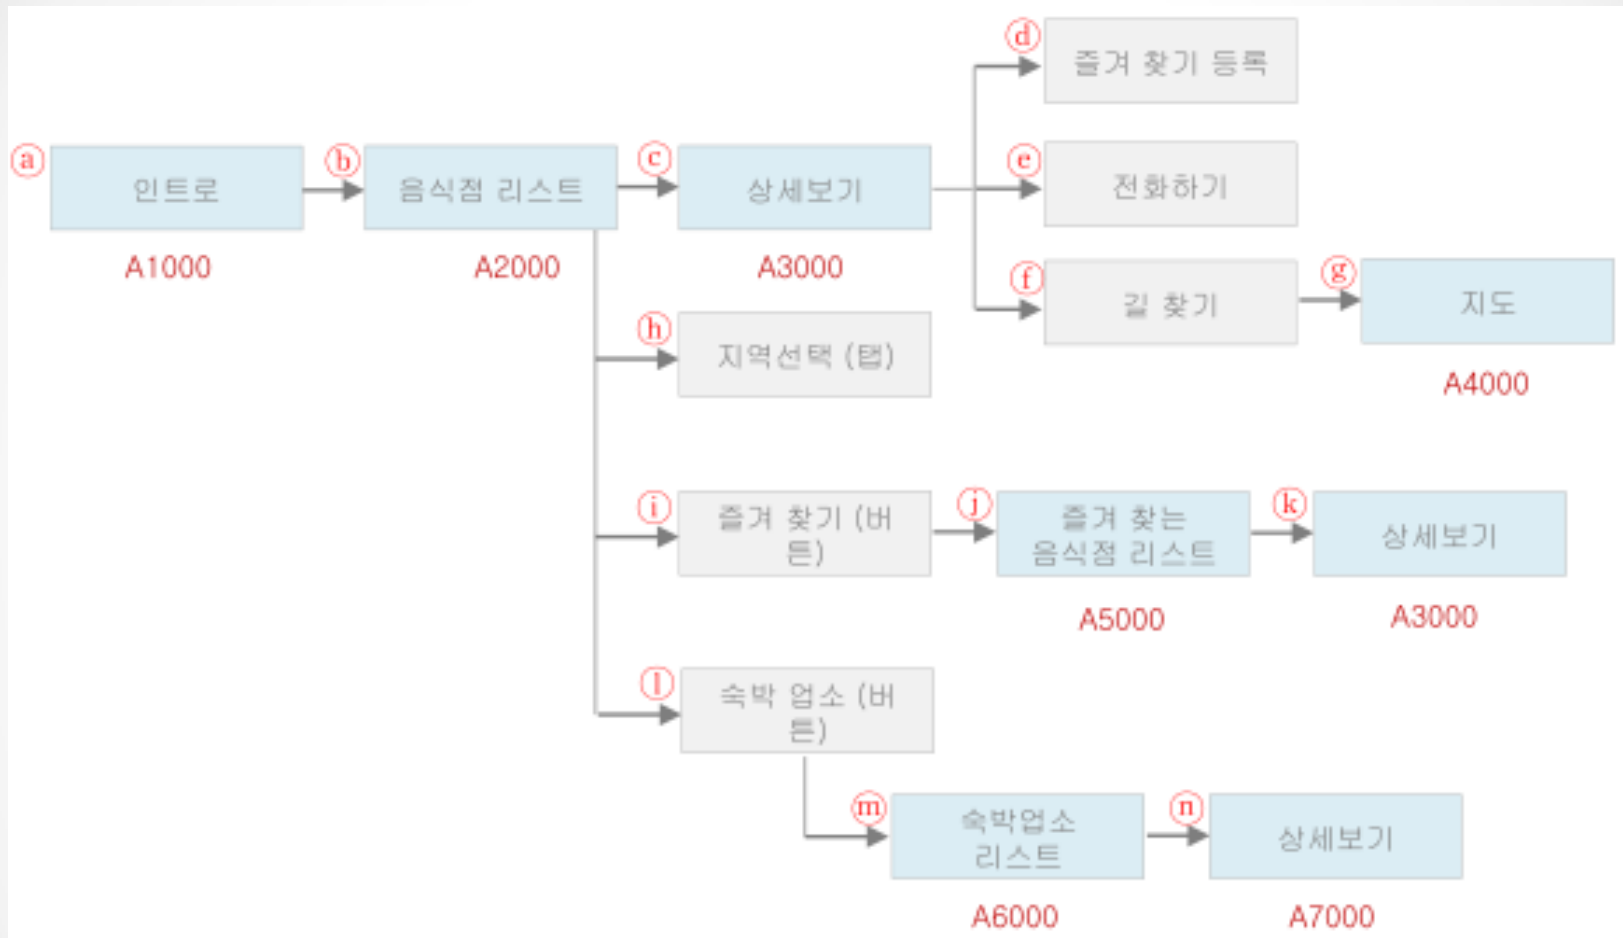 ⓓ
즐겨 찾기 등록
ⓐ
인트로
A1000
ⓑ
음식점 리스트
A2000
ⓒ
상세보기
A3000
ⓔ
전화하기
ⓕ
길 찾기
ⓖ
지도
A4000
ⓗ
지역선택 (탭)
ⓘ
즐겨 찾기 (버
튼)
ⓙ
즐겨 찾는
음식점 리스트
A5000
ⓚ
상세보기
A3000
ⓛ
숙박 업소 (버
튼)
ⓜ
숙박업소
리스트
A6000
ⓝ
상세보기
A7000